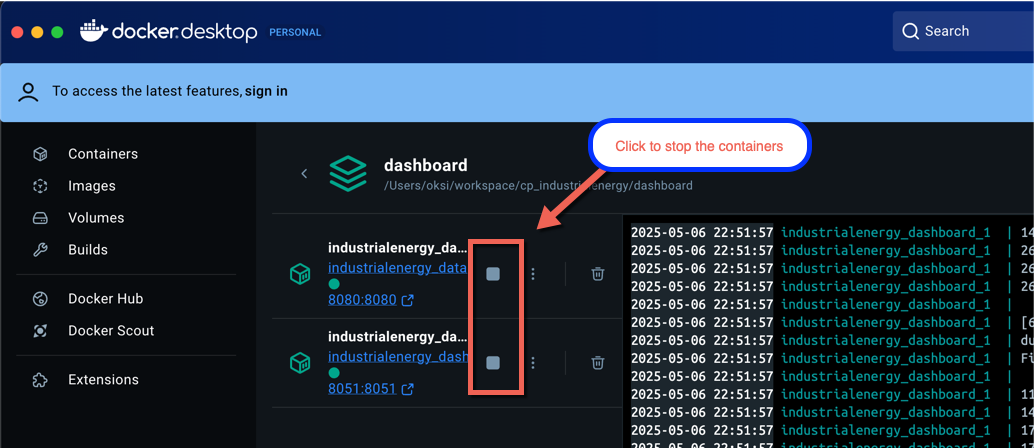 docker.desktop PERSONAL
Search
To access the latest features, sign in
Containers
Images
Volumes
Builds
Docker Hub
Docker Scout
Extensions
dashboard
/Users/oksi/workspace/cp_industrialenergy/dashboard
Click to stop the containers
industrialenergy_da...
industrialenergy_data
8080:8080
industrialenergy_da...
industrialenergy_dash
8051:8051
2025-05-06 22:51:57 industrialenergy_dashboard_1 | 14
2025-05-06 22:51:57 industrialenergy_dashboard_1 | 26
2025-05-06 22:51:57 industrialenergy_dashboard_1 | 26
2025-05-06 22:51:57 industrialenergy_dashboard_1 | 26
2025-05-06 22:51:57 industrialenergy_dashboard_1 |
2025-05-06 22:51:57 industrialenergy_dashboard_1 | [6
2025-05-06 22:51:57 industrialenergy_dashboard_1 | du
2025-05-06 22:51:57 industrialenergy_dashboard_1 | Fi
2025-05-06 22:51:57 industrialenergy_dashboard_1 |
2025-05-06 22:51:57 industrialenergy_dashboard_1 | 11
2025-05-06 22:51:57 industrialenergy_dashboard_1 | 14
2025-05-06 22:51:57 industrialenergy_dashboard_1 | 17
2025-05-06 22:51:57 industrialenergy_dashboard_1